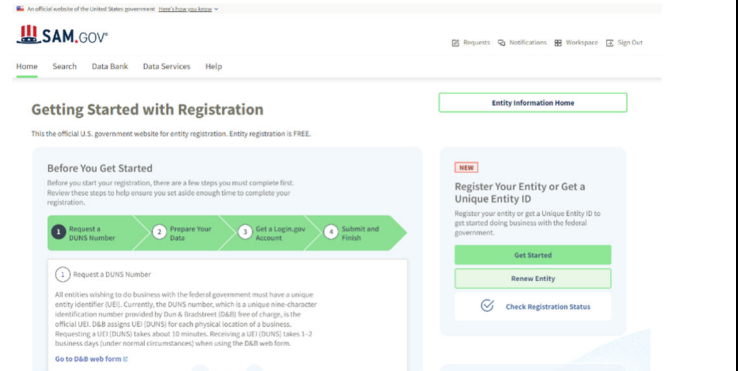 An official website of the United States government Here's how you know
SAM.GOV®
Requests Notifications Workspace Sign Out
Home Search Data Bank Data Services Help
Getting Started with Registration
Entity Information Home
This the official U.S. government website for entity registration. Entity registration is FREE.
Before You Get Started
Before you start your registration, there are a few steps you must complete first.
Review these steps to help ensure you set aside enough time to complete your
registration.
1 Request a
DUNS Number
2 Prepare Your
Data
3 Get a Login.gov
Account
4 Submit and
Finish
1 Request a DUNS Number
All entities wishing to do business with the federal government must have a unique
entity identifier (UEI). Currently, the DUNS number, which is a unique nine-character
identification number provided by Dun & Bradstreet (D&B) free of charge, is the
official UEI. D&B assigns UEI (DUNS) for each physical location of a business.
Requesting a UEI (DUNS) takes about 10 minutes. Receiving a UEI (DUNS) takes 1-2
business days (under normal circumstances) when using the D&B web form.
Go to D&B web form
NEW
Register Your Entity or Get a
Unique Entity ID
Register your entity or get a Unique Entity ID to
get started doing business with the federal
government.
Get Started
Renew Entity
Check Registration Status